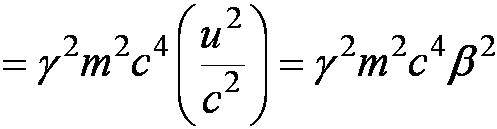 = γ²m²c⁴(u²/c²) = γ²m²c⁴β²